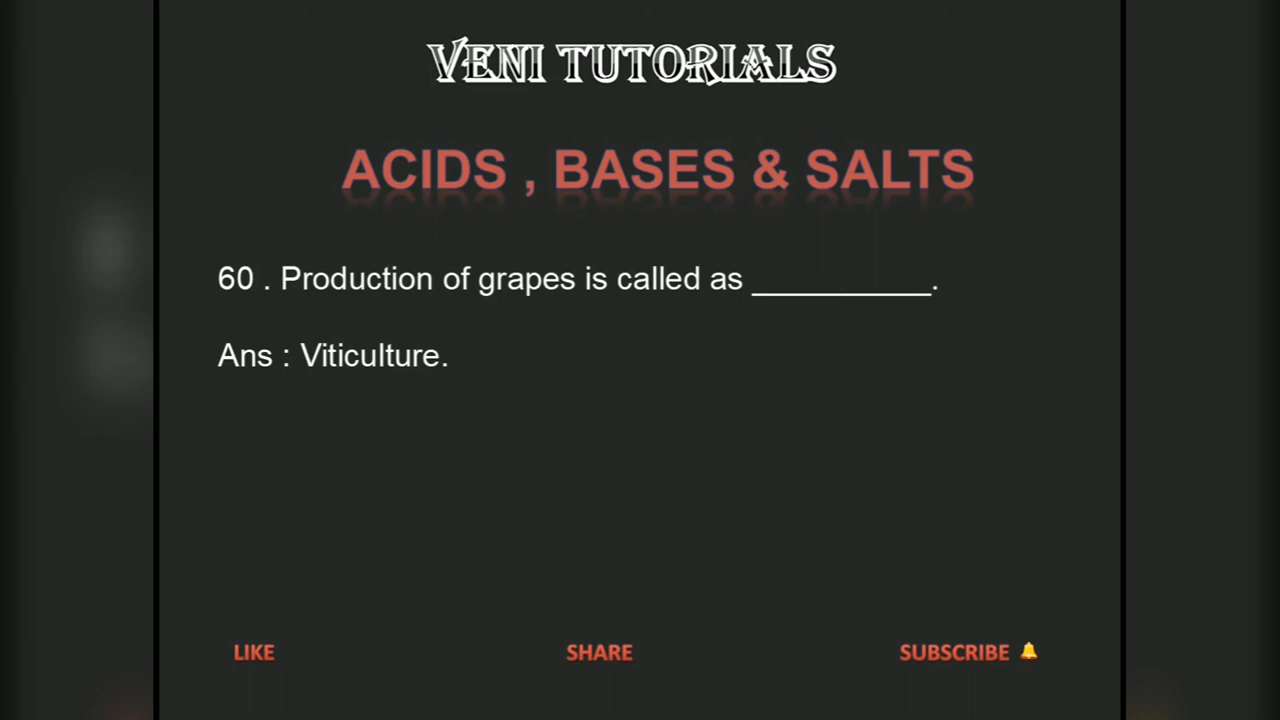 VENI TUTORIALS
ACIDS , BASES & SALTS
60 . Production of grapes is called as __________.
Ans : Viticulture.
LIKE SHARE SUBSCRIBE 🔔